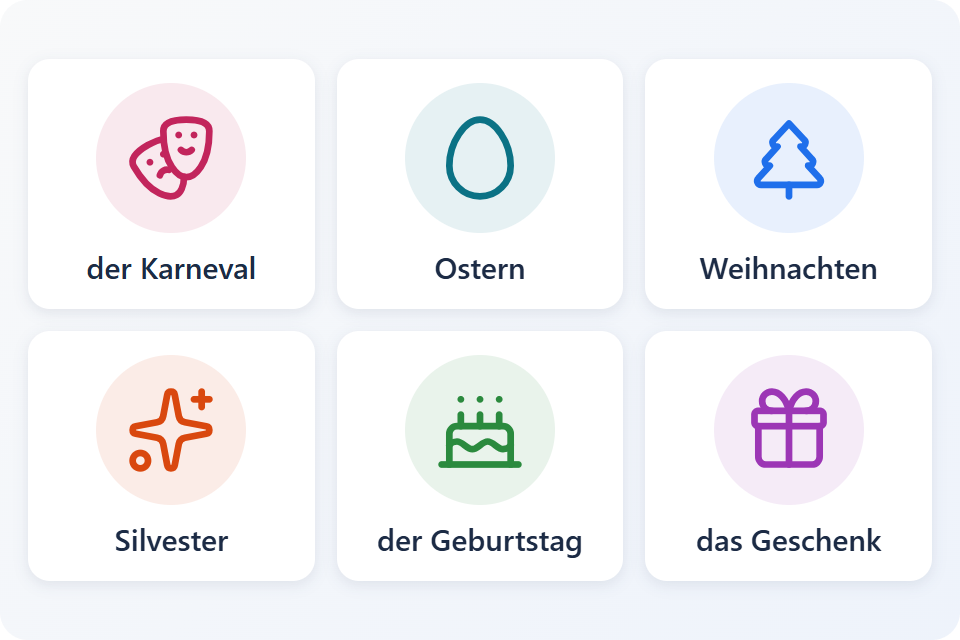 der Karneval
Ostern
Weihnachten
Silvester
der Geburtstag
das Geschenk